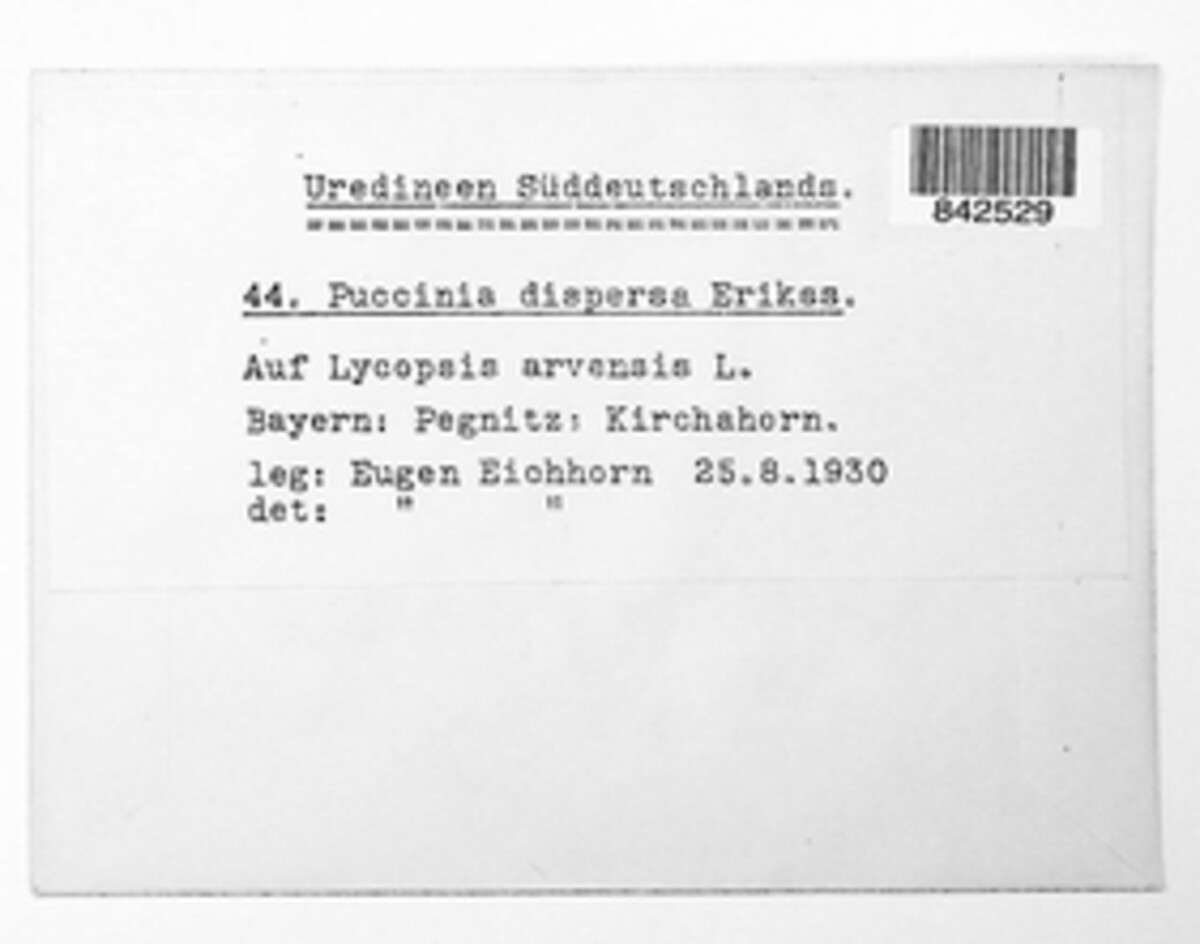 Uredineen Süddeutschlands.
842529
44. Puccinia dispersa Erikss.
Auf Lycopsis arvensis L.
Bayern: Pegnitz: Kirchahorn.
leg: Eugen Eichhorn 25.8.1930
det: " "